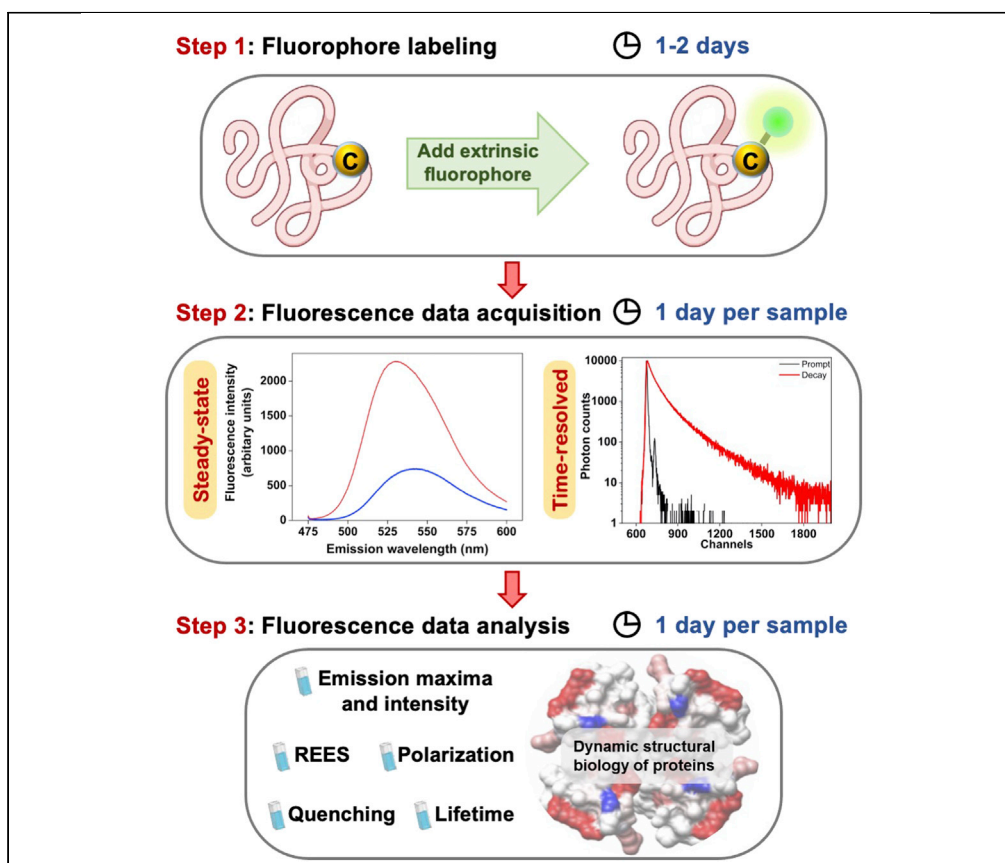 Step 1: Fluorophore labeling 1-2 days
C
Add extrinsic
fluorophore
C
Step 2: Fluorescence data acquisition 1 day per sample
Steady-state
Fluorescence intensity
(arbitary units)
2000
1500
1000
500
0
475 500 525 550 575 600
Emission wavelength (nm)
Time-resolved
Photon counts
10000
1000
100
10
1
Prompt
Decay
600 900 1200 1500 1800
Channels
Step 3: Fluorescence data analysis 1 day per sample
Emission maxima
and intensity
REES Polarization
Quenching Lifetime
Dynamic structural
biology of proteins